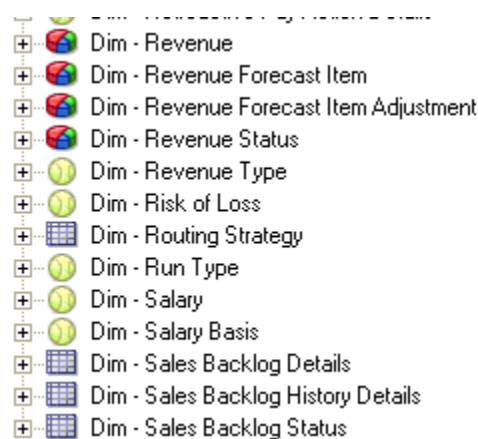 Dim - Revenue
Dim - Revenue Forecast Item
Dim - Revenue Forecast Item Adjustment
Dim - Revenue Status
Dim - Revenue Type
Dim - Risk of Loss
Dim - Routing Strategy
Dim - Run Type
Dim - Salary
Dim - Salary Basis
Dim - Sales Backlog Details
Dim - Sales Backlog History Details
Dim - Sales Backlog Status